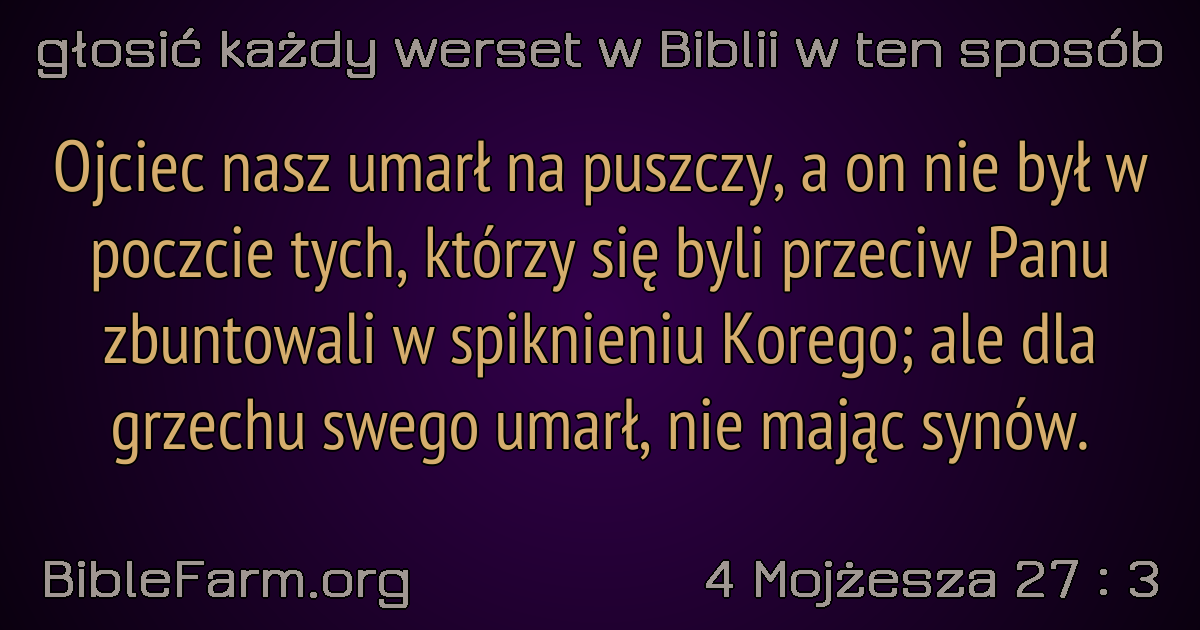 głosić każdy werset w Biblii w ten sposób
Ojciec nasz umarł na puszczy, a on nie był w
poczcie tych, którzy się byli przeciw Panu
zbuntowali w spiknieniu Korego; ale dla
grzechu swego umarł, nie mając synów.
BibleFarm.org
4 Mojżesza 27 : 3